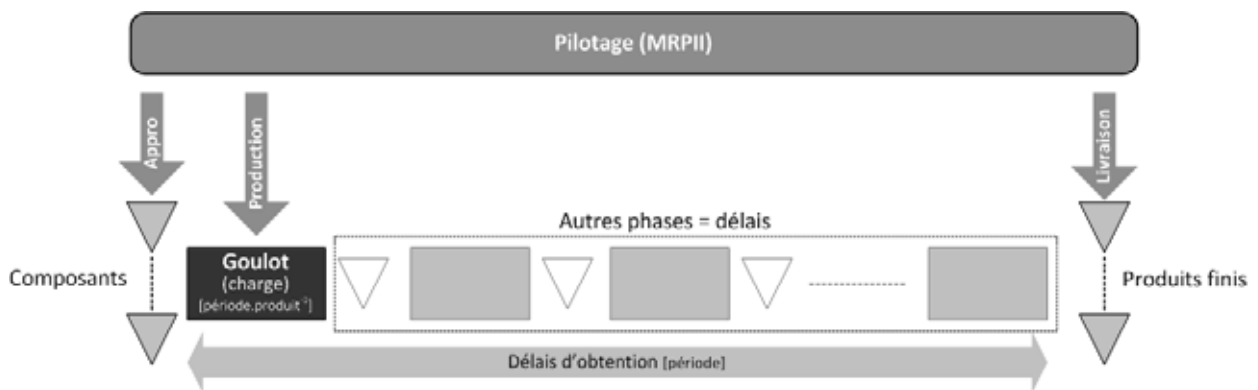 Pilotage (MRPII)
Appro
Production
Livraison
Autres phases = délais
Composants
Goulot
(charge)
[période.produit⁻¹]
Produits finis
Délais d'obtention [période]